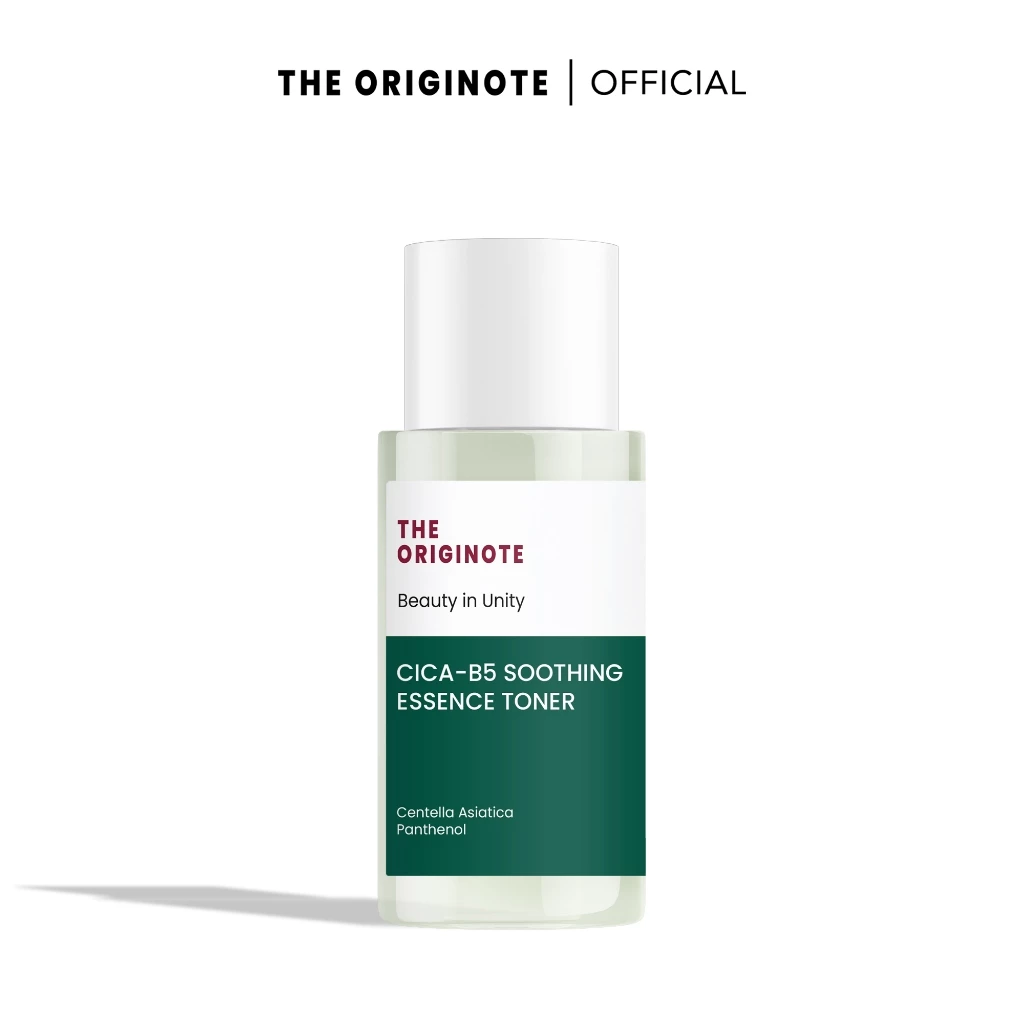 THE ORIGINOTE | OFFICIAL
THE
ORIGINOTE
Beauty in Unity
CICA-B5 SOOTHING
ESSENCE TONER
Centella Asiatica
Panthenol